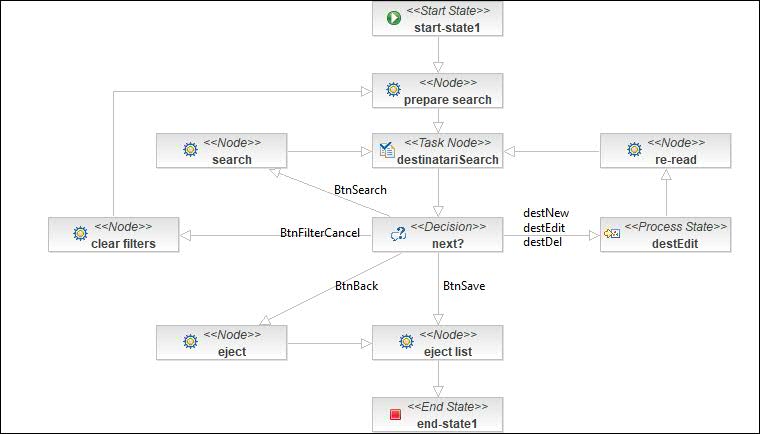 <<Start State>>
start-state1
<<Node>>
prepare search
<<Node>>
search
<<Task Node>>
destinatariSearch
<<Node>>
re-read
BtnSearch
<<Node>>
clear filters
BtnFilterCancel
<<Decision>>
next?
destNew
destEdit
destDel
<<Process State>>
destEdit
BtnBack
BtnSave
<<Node>>
eject
<<Node>>
eject list
<<End State>>
end-state1